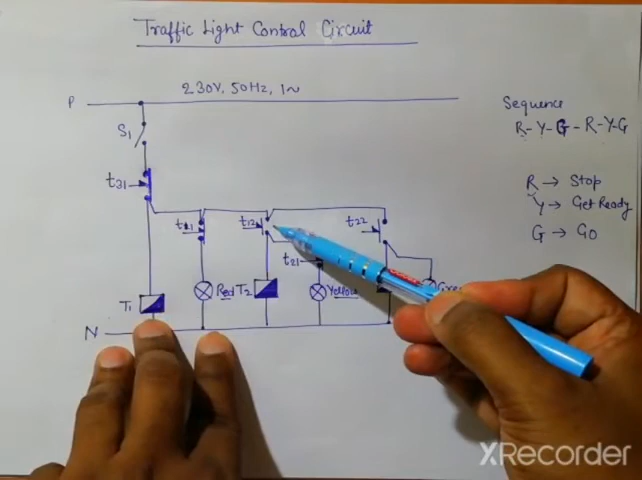 Traffic Light Control Circuit
P
230V, 50Hz, 1~
S1
t31
t11
t12
t22
t21
T1
Red
T2
Yellow
N
Sequence
R-Y-G-R-Y-G
R → Stop
Y → Get Ready
G → GO
XRecorder